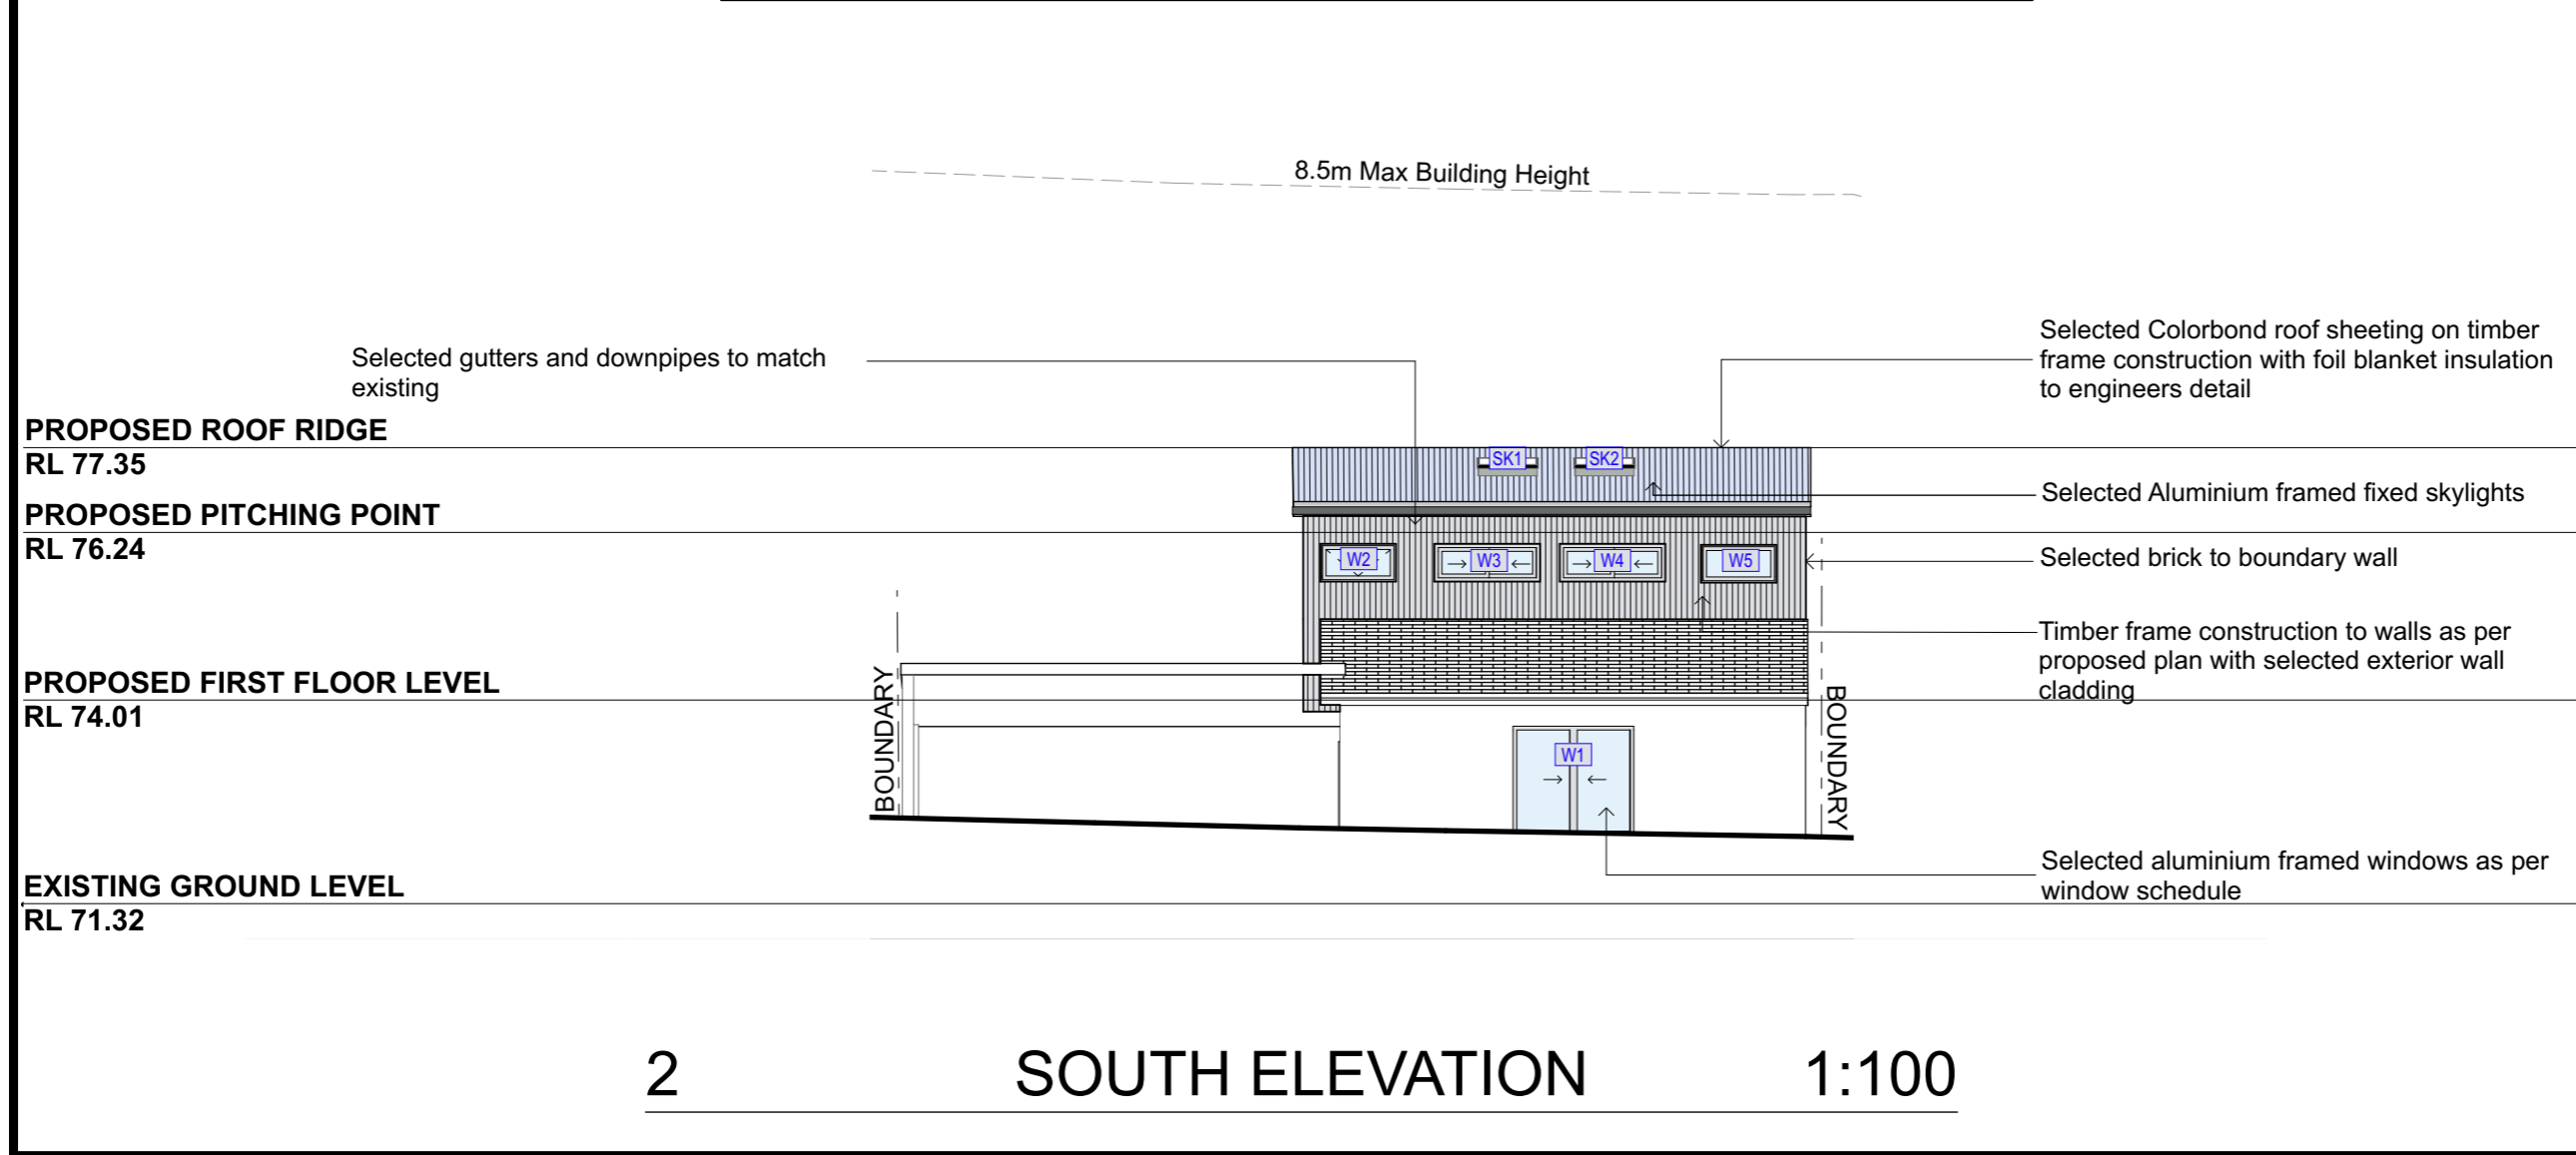 8.5m Max Building Height
Selected gutters and downpipes to match
existing
Selected Colorbond roof sheeting on timber
frame construction with foil blanket insulation
to engineers detail
PROPOSED ROOF RIDGE
RL 77.35
SK1
SK2
Selected Aluminium framed fixed skylights
PROPOSED PITCHING POINT
RL 76.24
W2
W3
W4
W5
Selected brick to boundary wall
Timber frame construction to walls as per
proposed plan with selected exterior wall
cladding
PROPOSED FIRST FLOOR LEVEL
RL 74.01
BOUNDARY
BOUNDARY
W1
Selected aluminium framed windows as per
window schedule
EXISTING GROUND LEVEL
RL 71.32
2 SOUTH ELEVATION 1:100